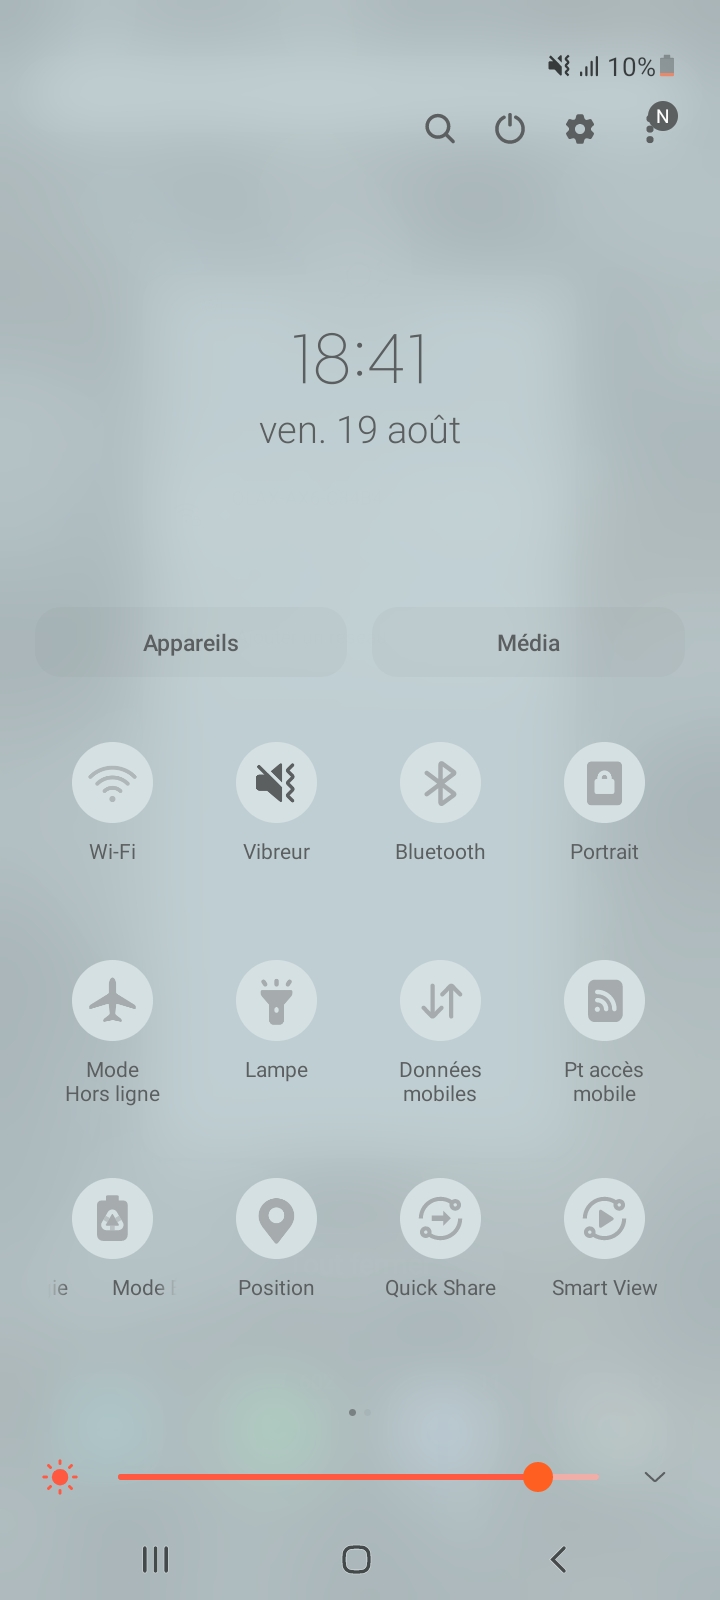 10%
N
18:41
ven. 19 août
Appareils
Média
Wi-Fi
Vibreur
Bluetooth
Portrait
Mode
Hors ligne
Lampe
Données
mobiles
Pt accès
mobile
ie Mode
Position
Quick Share
Smart View